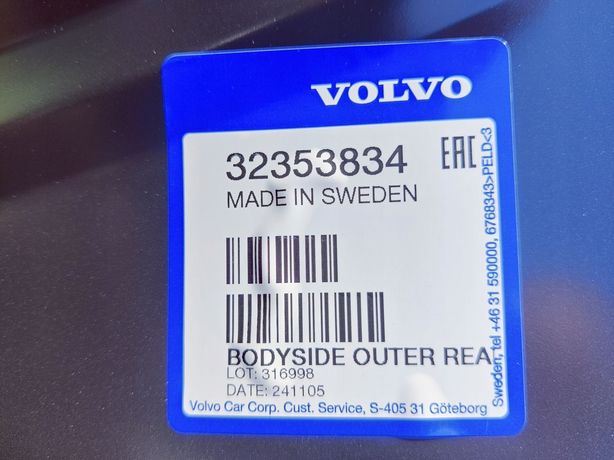 VOLVO
32353834
EAC
MADE IN SWEDEN
BODYSIDE OUTER REA
LOT: 316998
DATE: 241105
Volvo Car Corp. Cust. Service, S-405 31 Göteborg
Sweden, tel +46 31 590000, 6768343>PELD<3